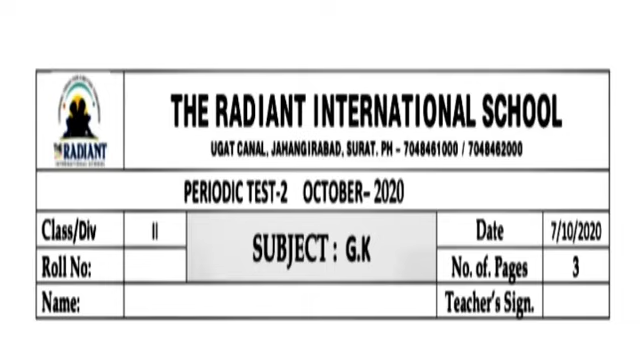 THE RADIANT INTERNATIONAL SCHOOL
UGAT CANAL, JAHANGIRABAD, SURAT. PH - 7048461000 / 7048462000
RADIANT
PERIODIC TEST-2 OCTOBER-2020
Class/Div II SUBJECT : G.K Date 7/10/2020
Roll No: No. of. Pages 3
Name: Teacher's Sign.